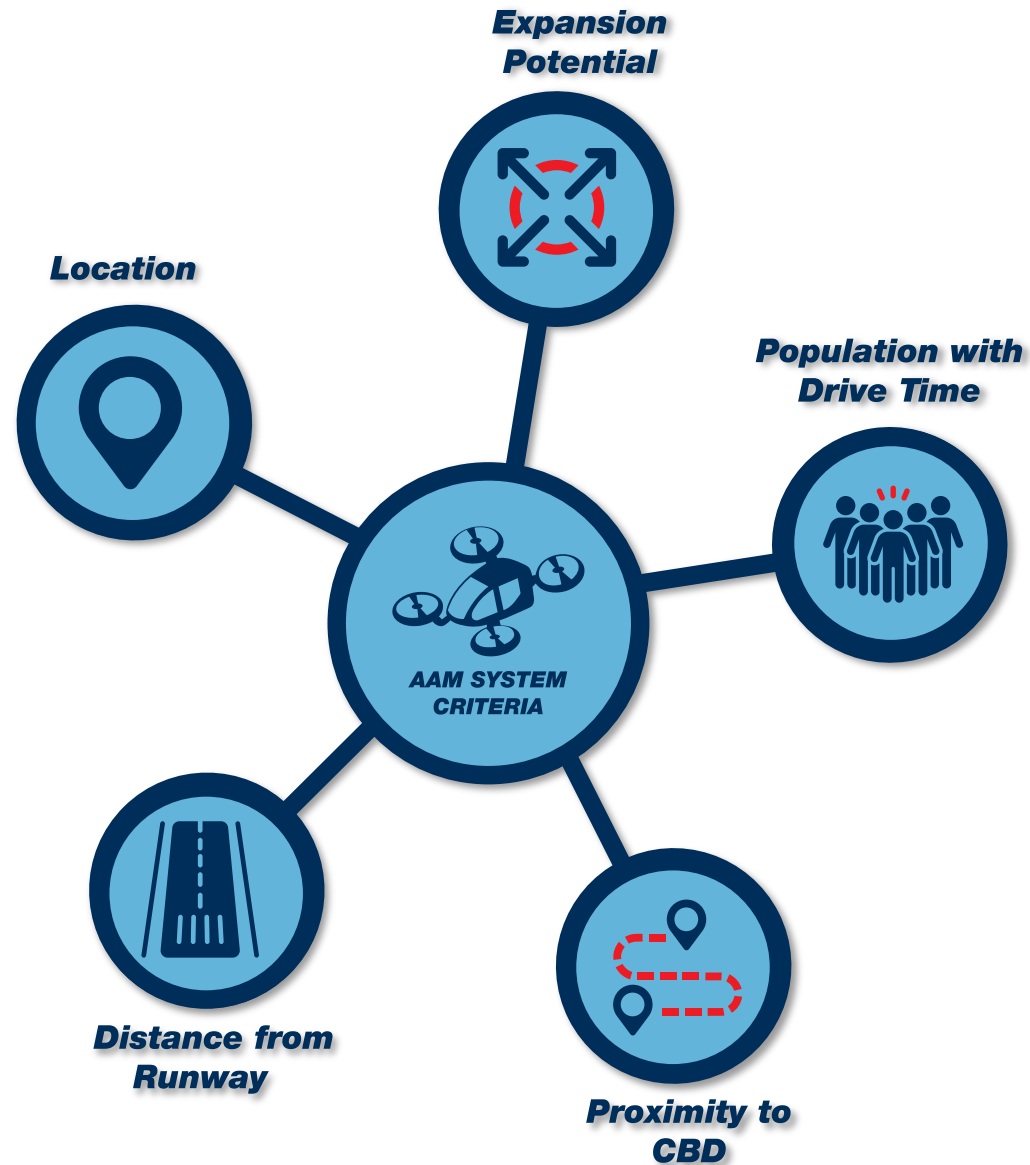 Expansion
Potential
Location
Population with
Drive Time
AAM SYSTEM
CRITERIA
Distance from
Runway
Proximity to
CBD